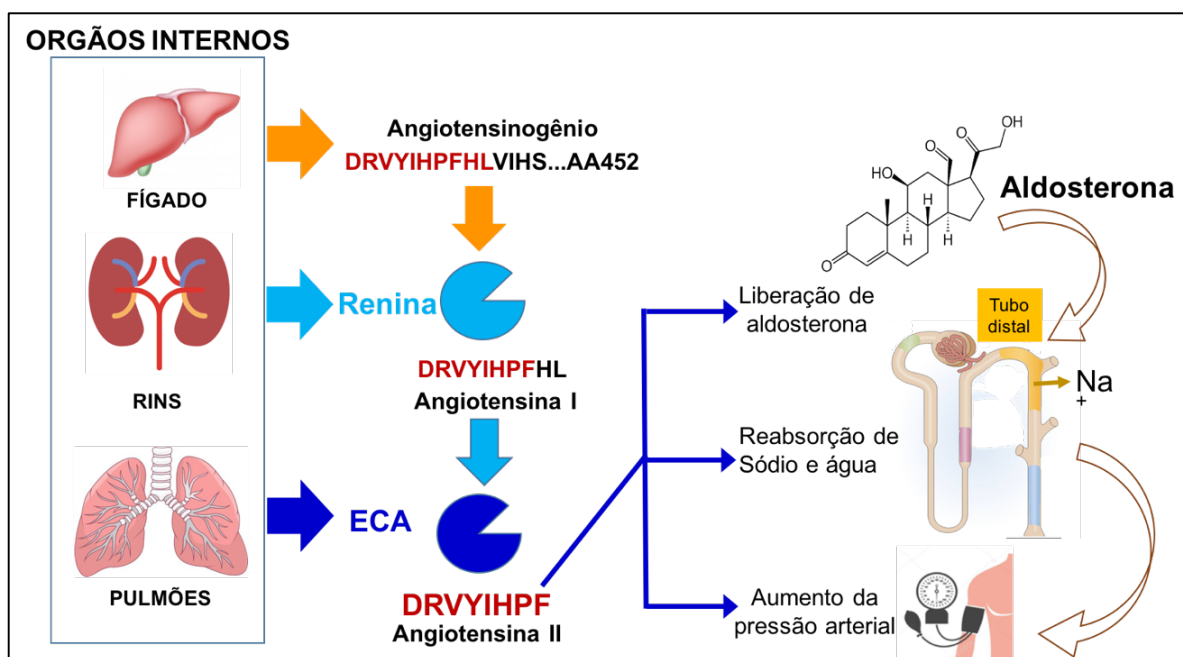 ORGÃOS INTERNOS
FÍGADO
RINS
PULMÕES
Angiotensinogênio
DRVYIHPFHLVIHS...AA452
Renina
DRVYIHPFHL
Angiotensina I
ECA
DRVYIHPF
Angiotensina II
Liberação de
aldosterona
Reabsorção de
Sódio e água
Aumento da
pressão arterial
O
OH
O
HO
H
H
H
O
Aldosterona
Tubo
distal
Na
+